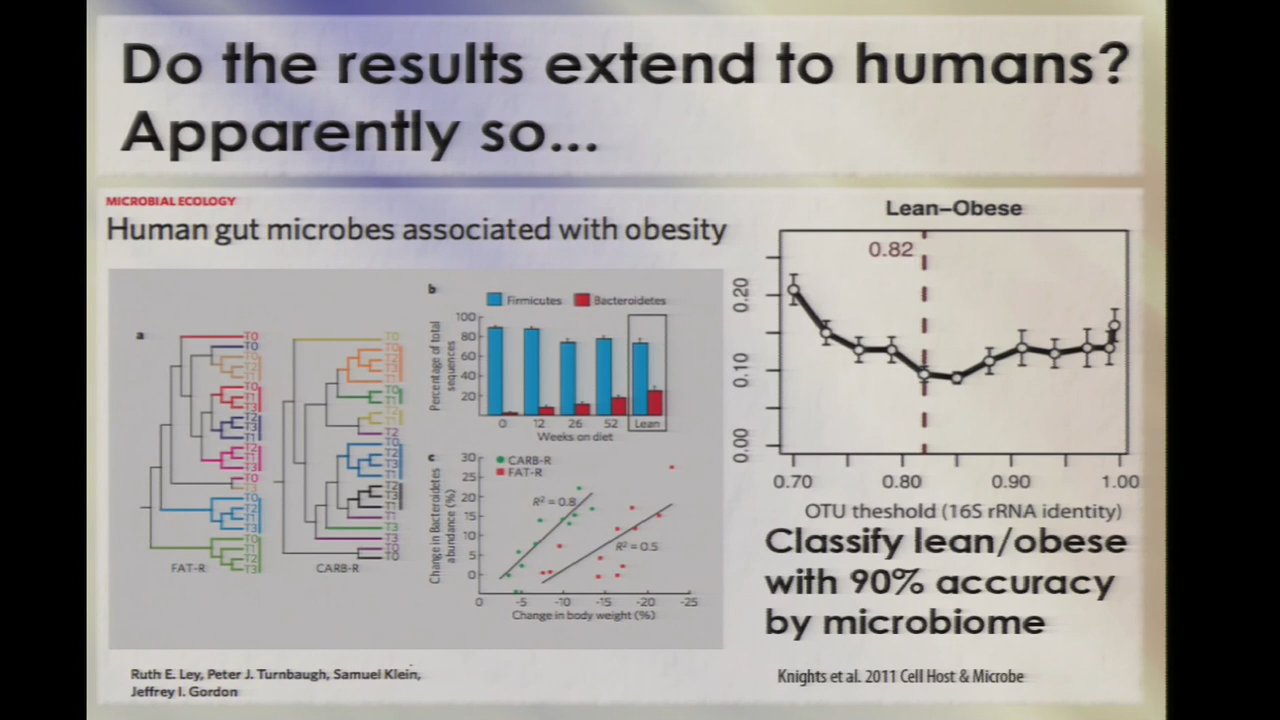 Do the results extend to humans?
Apparently so...
MICROBIAL ECOLOGY
Human gut microbes associated with obesity
a
FAT-R
CARB-R
b
Firmicutes
Bacteroidetes
Percentage of total
sequences
100
80
60
40
20
0 12 26 52 Lean
Weeks on diet
c
CARB-R
FAT-R
R² = 0.8
R² = 0.5
Change in Bacteroidetes
abundance (%)
30
25
20
15
10
5
0
0 -5 -10 -15 -20 -25
Change in body weight (%)
Ruth E. Ley, Peter J. Turnbaugh, Samuel Klein,
Jeffrey I. Gordon
Lean–Obese
0.82
0.20
0.10
0.00
0.70 0.80 0.90 1.00
OTU theshold (16S rRNA identity)
Classify lean/obese
with 90% accuracy
by microbiome
Knights et al. 2011 Cell Host & Microbe